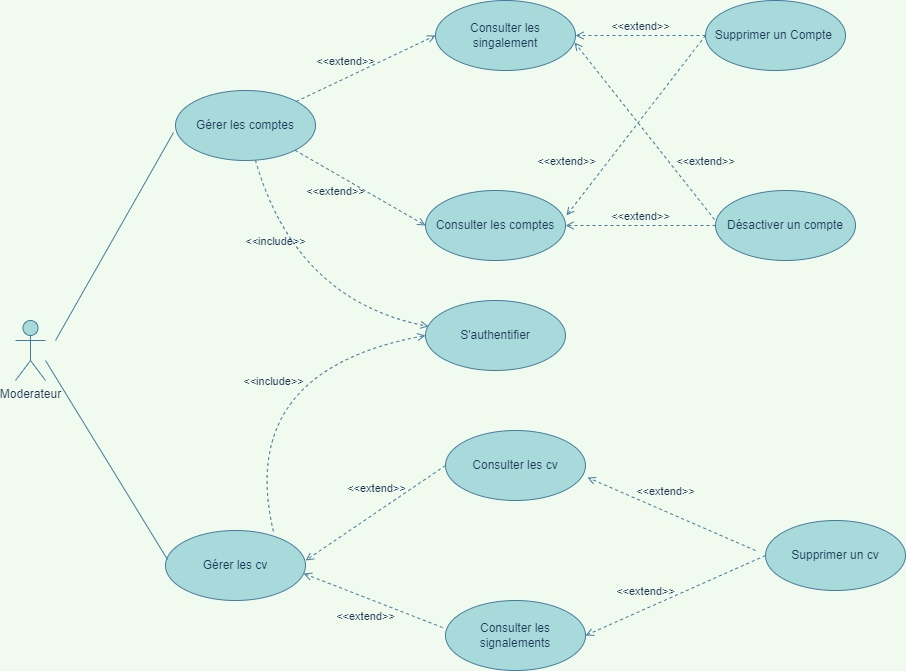 Consulter les
singalement
<<extend>>
Supprimer un Compte
<<extend>>
Gérer les comptes
<<extend>>
<<extend>>
<<extend>>
<<extend>>
Consulter les comptes
Désactiver un compte
<<include>>
S'authentifier
Moderateur
<<include>>
Consulter les cv
<<extend>>
<<extend>>
Supprimer un cv
Gérer les cv
<<extend>>
<<extend>>
Consulter les
signalements